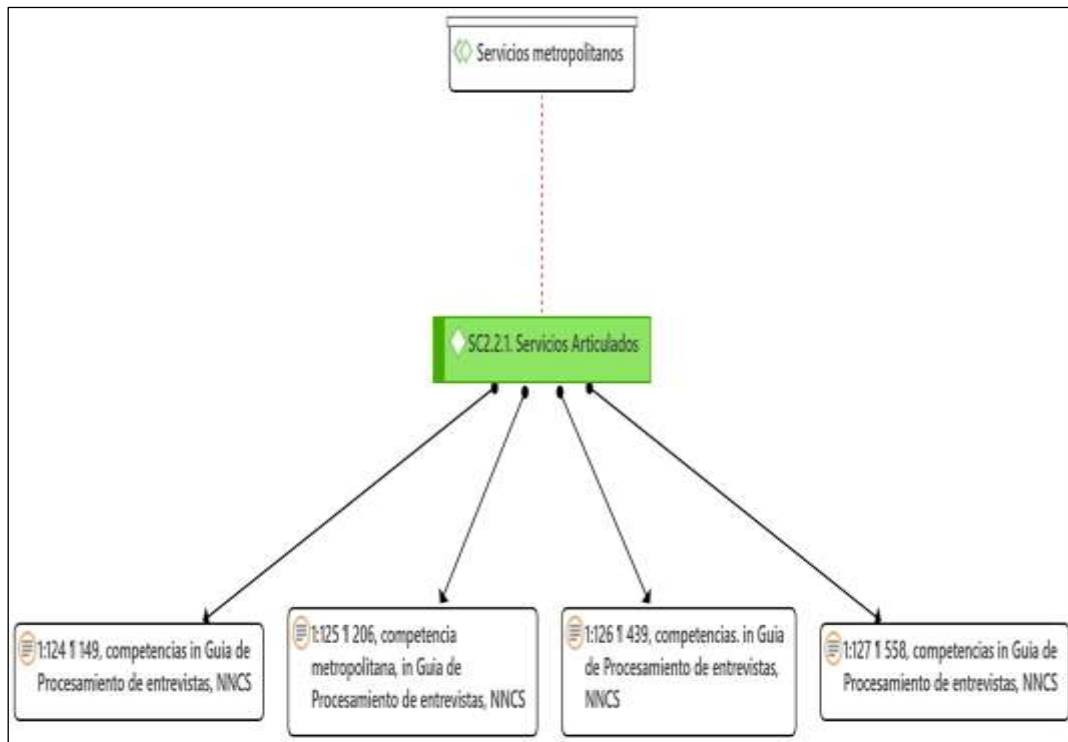 Servicios metropolitanos
SC2.2.1. Servicios Articulados
1:124 ¶ 149, competencias in Guia de
Procesamiento de entrevistas, NNCS
1:125 ¶ 206, competencia
metropolitana, in Guia de
Procesamiento de entrevistas, NNCS
1:126 ¶ 439, competencias. in Guia
de Procesamiento de entrevistas,
NNCS
1:127 ¶ 558, competencias in Guia de
Procesamiento de entrevistas, NNCS